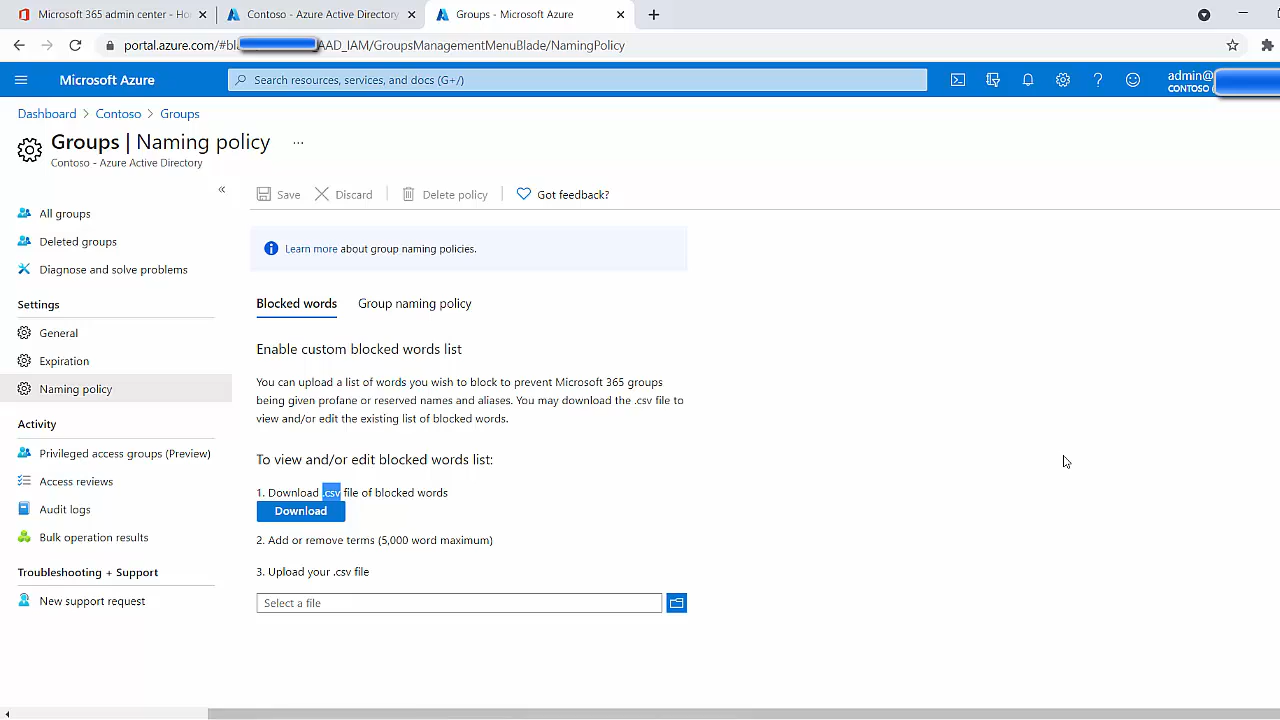 Microsoft 365 admin center - Ho
Contoso - Azure Active Directory
Groups - Microsoft Azure
portal.azure.com/#bl
AAD_IAM/GroupsManagementMenuBlade/NamingPolicy
Microsoft Azure
Search resources, services, and docs (G+/)
admin@
CONTOSO (
Dashboard > Contoso > Groups
Groups | Naming policy ...
Contoso - Azure Active Directory
«
Save Discard Delete policy Got feedback?
All groups
Deleted groups
Diagnose and solve problems
Settings
General
Expiration
Naming policy
Activity
Privileged access groups (Preview)
Access reviews
Audit logs
Bulk operation results
Troubleshooting + Support
New support request
Learn more about group naming policies.
Blocked words Group naming policy
Enable custom blocked words list
You can upload a list of words you wish to block to prevent Microsoft 365 groups
being given profane or reserved names and aliases. You may download the .csv file to
view and/or edit the existing list of blocked words.
To view and/or edit blocked words list:
1. Download .csv file of blocked words
Download
2. Add or remove terms (5,000 word maximum)
3. Upload your .csv file
Select a file